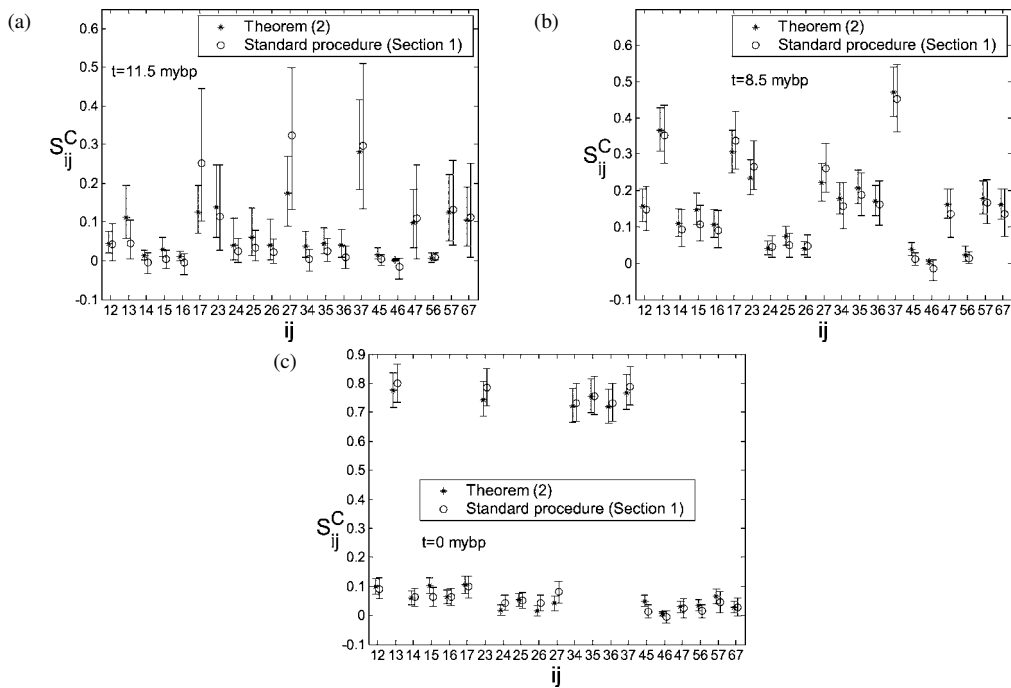 (a)
0.6
0.5
0.4
0.3
0.2
0.1
0
-0.1
S_ij^C
Theorem (2)
Standard procedure (Section 1)
t=11.5 mybp
12 13 14 15 16 17 23 24 25 26 27 34 35 36 37 45 46 47 56 57 67
ij
(b)
0.6
0.5
0.4
0.3
0.2
0.1
0
-0.1
S_ij^C
Theorem (2)
Standard procedure (Section 1)
t=8.5 mybp
12 13 14 15 16 17 23 24 25 26 27 34 35 36 37 45 46 47 56 57 67
ij
(c)
0.9
0.8
0.7
0.6
0.5
0.4
0.3
0.2
0.1
0
-0.1
S_ij^C
Theorem (2)
Standard procedure (Section 1)
t=0 mybp
12 13 14 15 16 17 23 24 25 26 27 34 35 36 37 45 46 47 56 57 67
ij